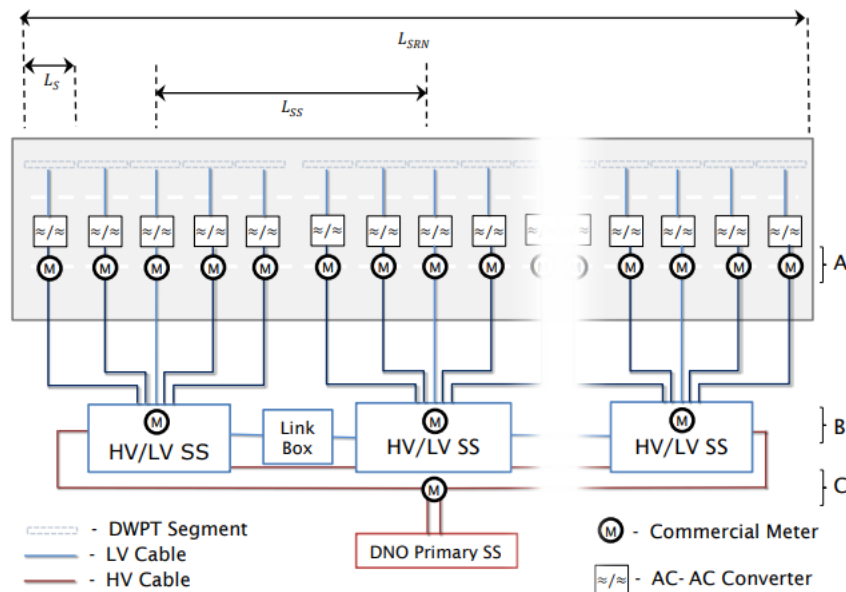 L_SRN
L_S
L_SS
≈/≈ ≈/≈ ≈/≈ ≈/≈ ≈/≈ ≈/≈ ≈/≈ ≈/≈ ≈/≈ ≈/≈ ≈/≈ ≈/≈ ≈/≈ ≈/≈ ≈/≈
M M M M M M M M M M M M M M M A
M M M
HV/LV SS Link Box HV/LV SS HV/LV SS B
M C
DNO Primary SS
- DWPT Segment
- LV Cable
- HV Cable
M - Commercial Meter
≈/≈ - AC- AC Converter